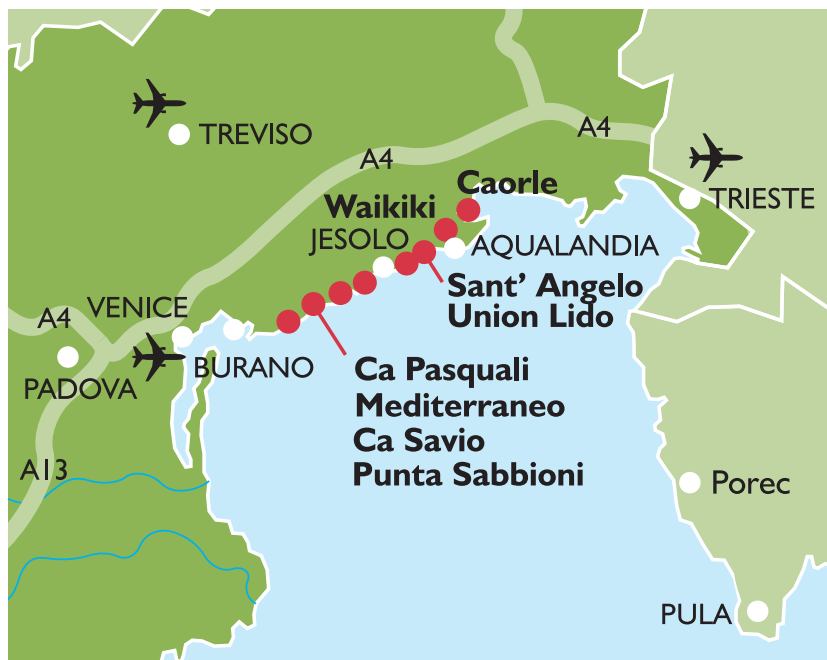 TREVISO
A4
A4
TRIESTE
Caorle
Waikiki
JESOLO
AQUALANDIA
Sant’ Angelo
Union Lido
VENICE
A4
BURANO
PADOVA
Ca Pasquali
Mediterraneo
Ca Savio
Punta Sabbioni
A13
Porec
PULA